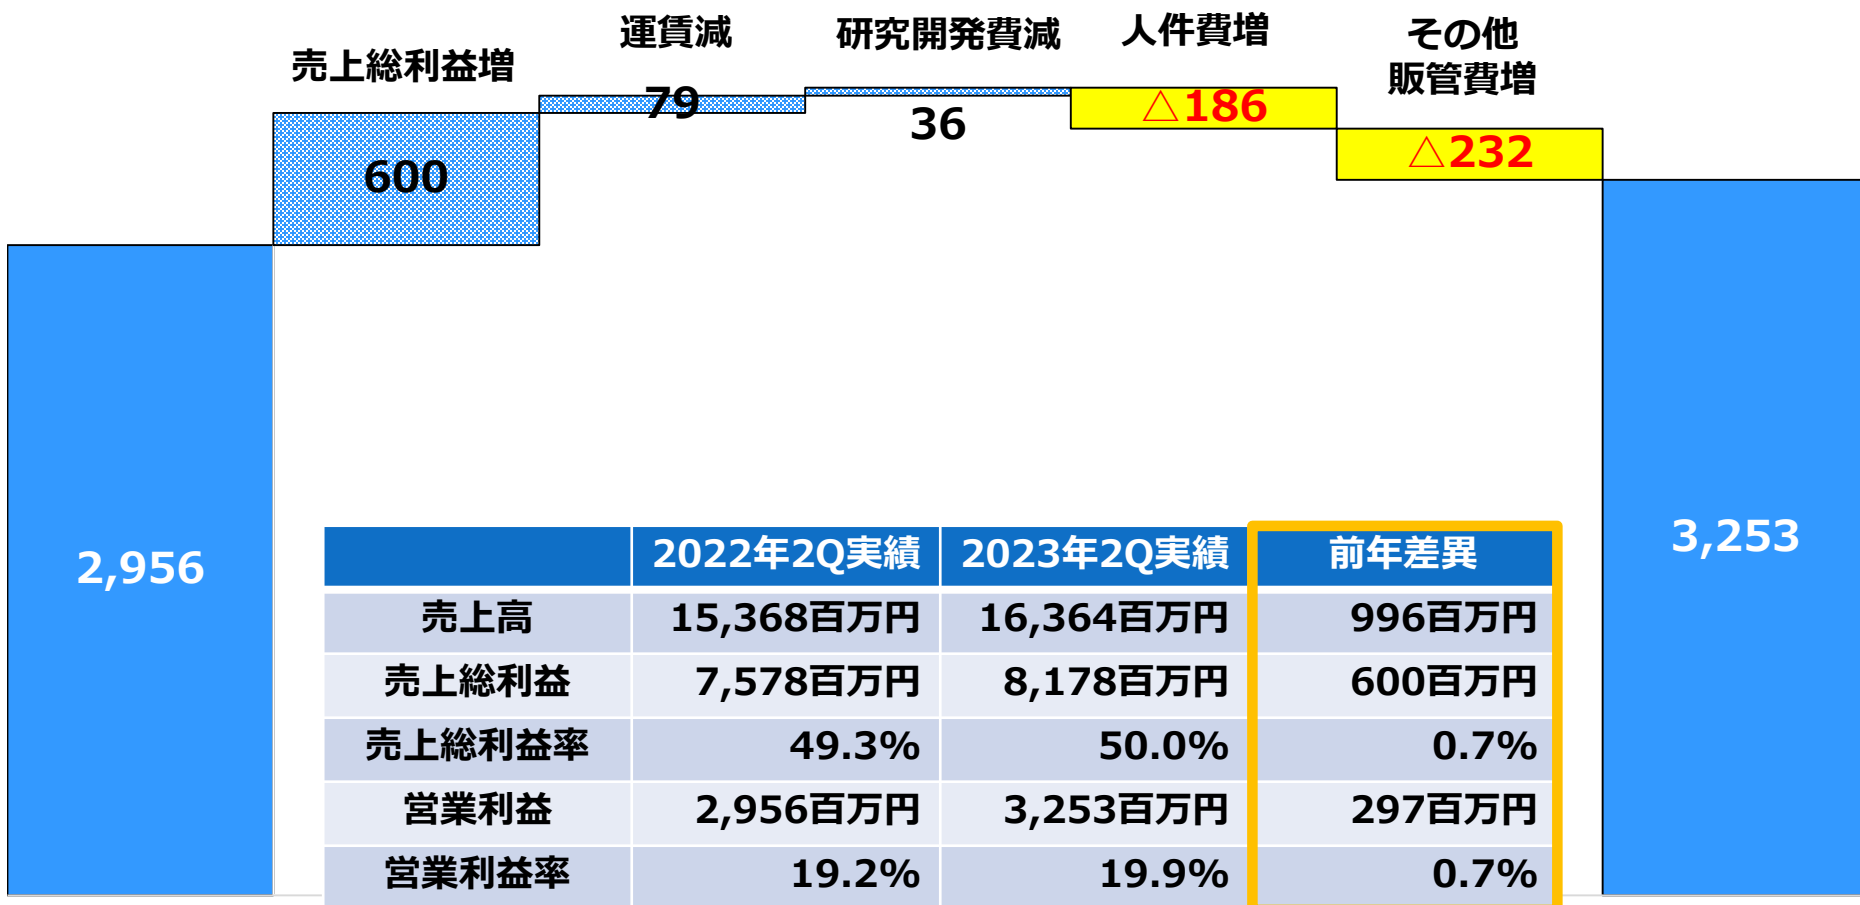 売上総利益増
運賃減
研究開発費減
人件費増
その他
販管費増
600
79
36
△186
△232
2,956
3,253
2022年2Q実績 2023年2Q実績 前年差異
売上高 15,368百万円 16,364百万円 996百万円
売上総利益 7,578百万円 8,178百万円 600百万円
売上総利益率 49.3% 50.0% 0.7%
営業利益 2,956百万円 3,253百万円 297百万円
営業利益率 19.2% 19.9% 0.7%